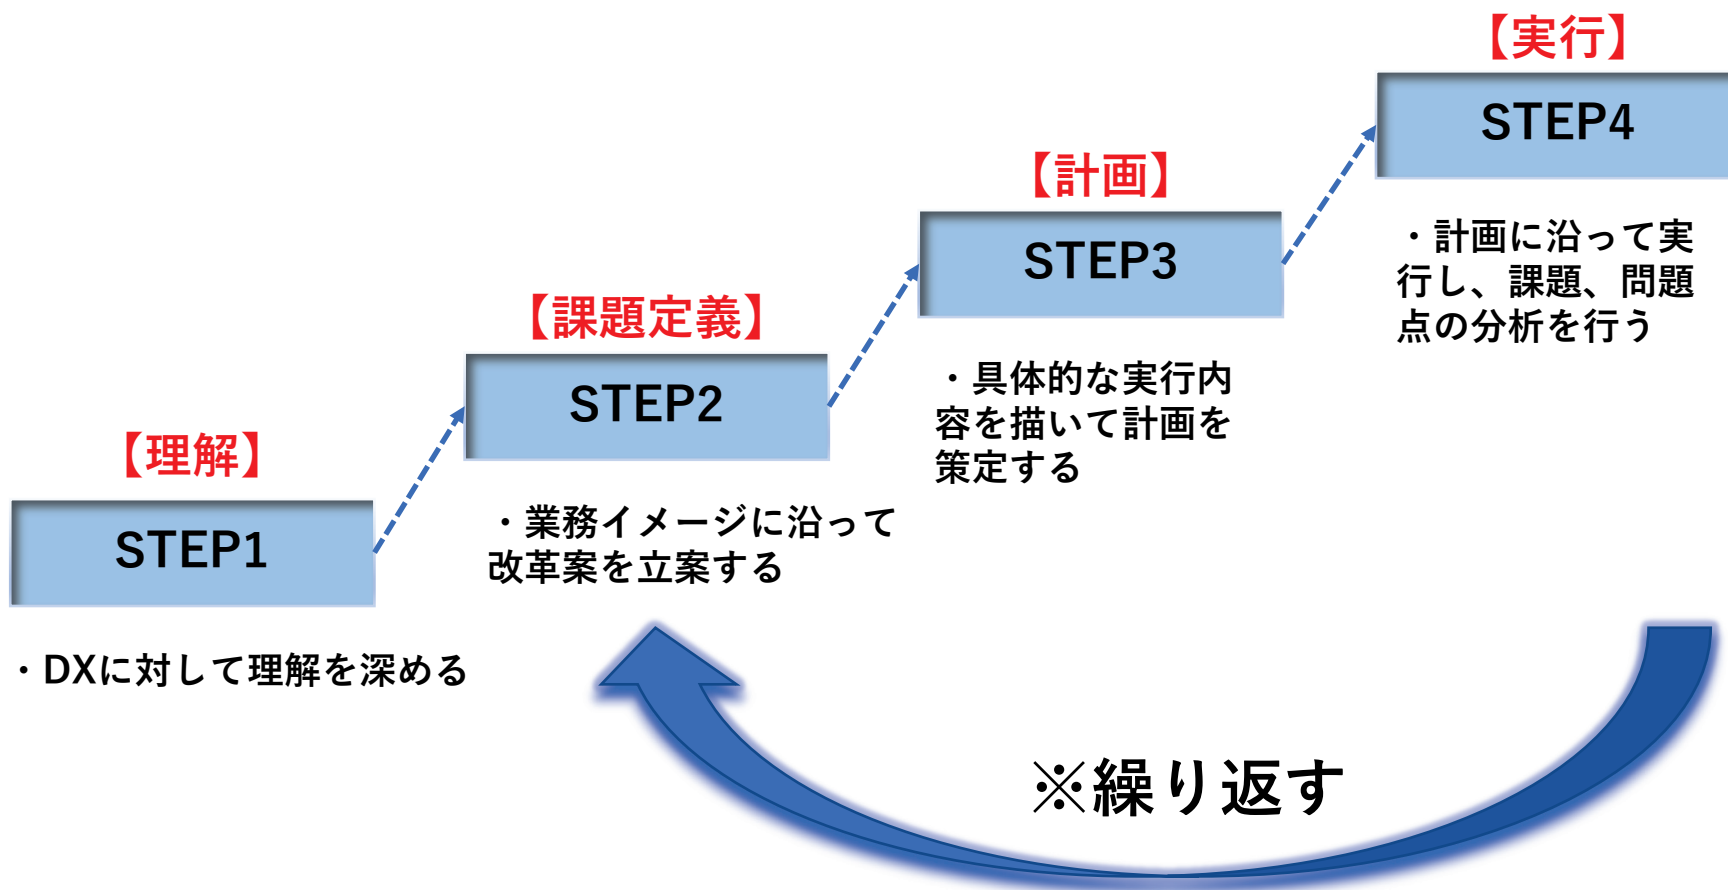 【理解】
STEP1
・DXに対して理解を深める
【課題定義】
STEP2
・業務イメージに沿って
改革案を立案する
【計画】
STEP3
・具体的な実行内
容を描いて計画を
策定する
【実行】
STEP4
・計画に沿って実
行し、課題、問題
点の分析を行う
※繰り返す